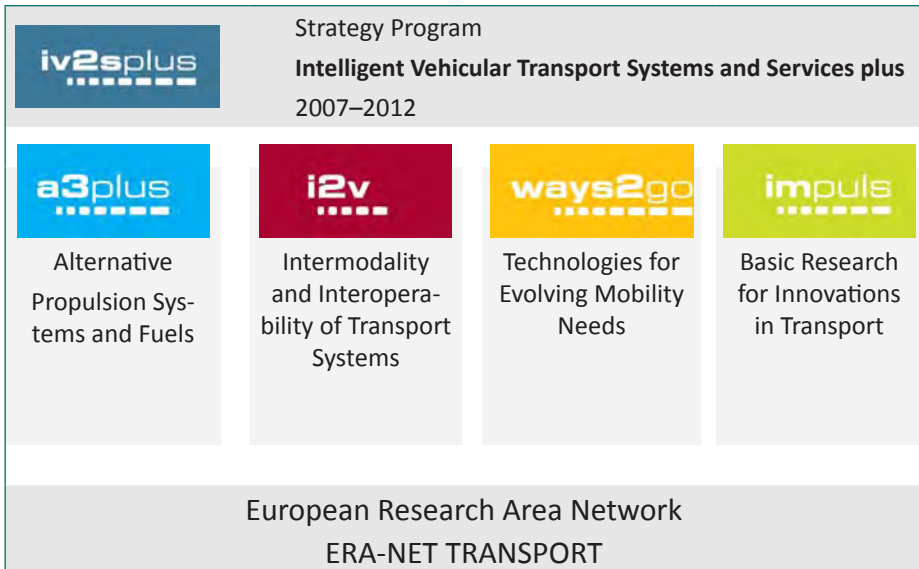 iv2splus
Strategy Program
Intelligent Vehicular Transport Systems and Services plus
2007–2012
a3plus
Alternative
Propulsion Sys-
tems and Fuels
i2v
Intermodality
and Interopera-
bility of Transport
Systems
ways2go
Technologies for
Evolving Mobility
Needs
impuls
Basic Research
for Innovations
in Transport
European Research Area Network
ERA-NET TRANSPORT